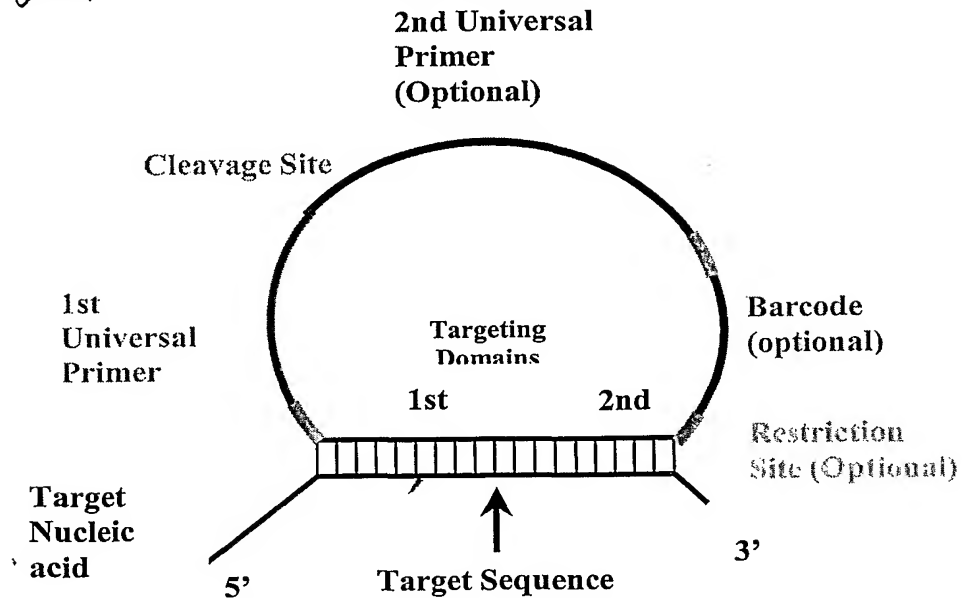 2nd Universal
Primer
(Optional)
Cleavage Site
1st
Universal
Primer
Targeting
Domains
1st
2nd
Barcode
(optional)
Restriction
Site (Optional)
Target
Nucleic
acid
5'
Target Sequence
3'